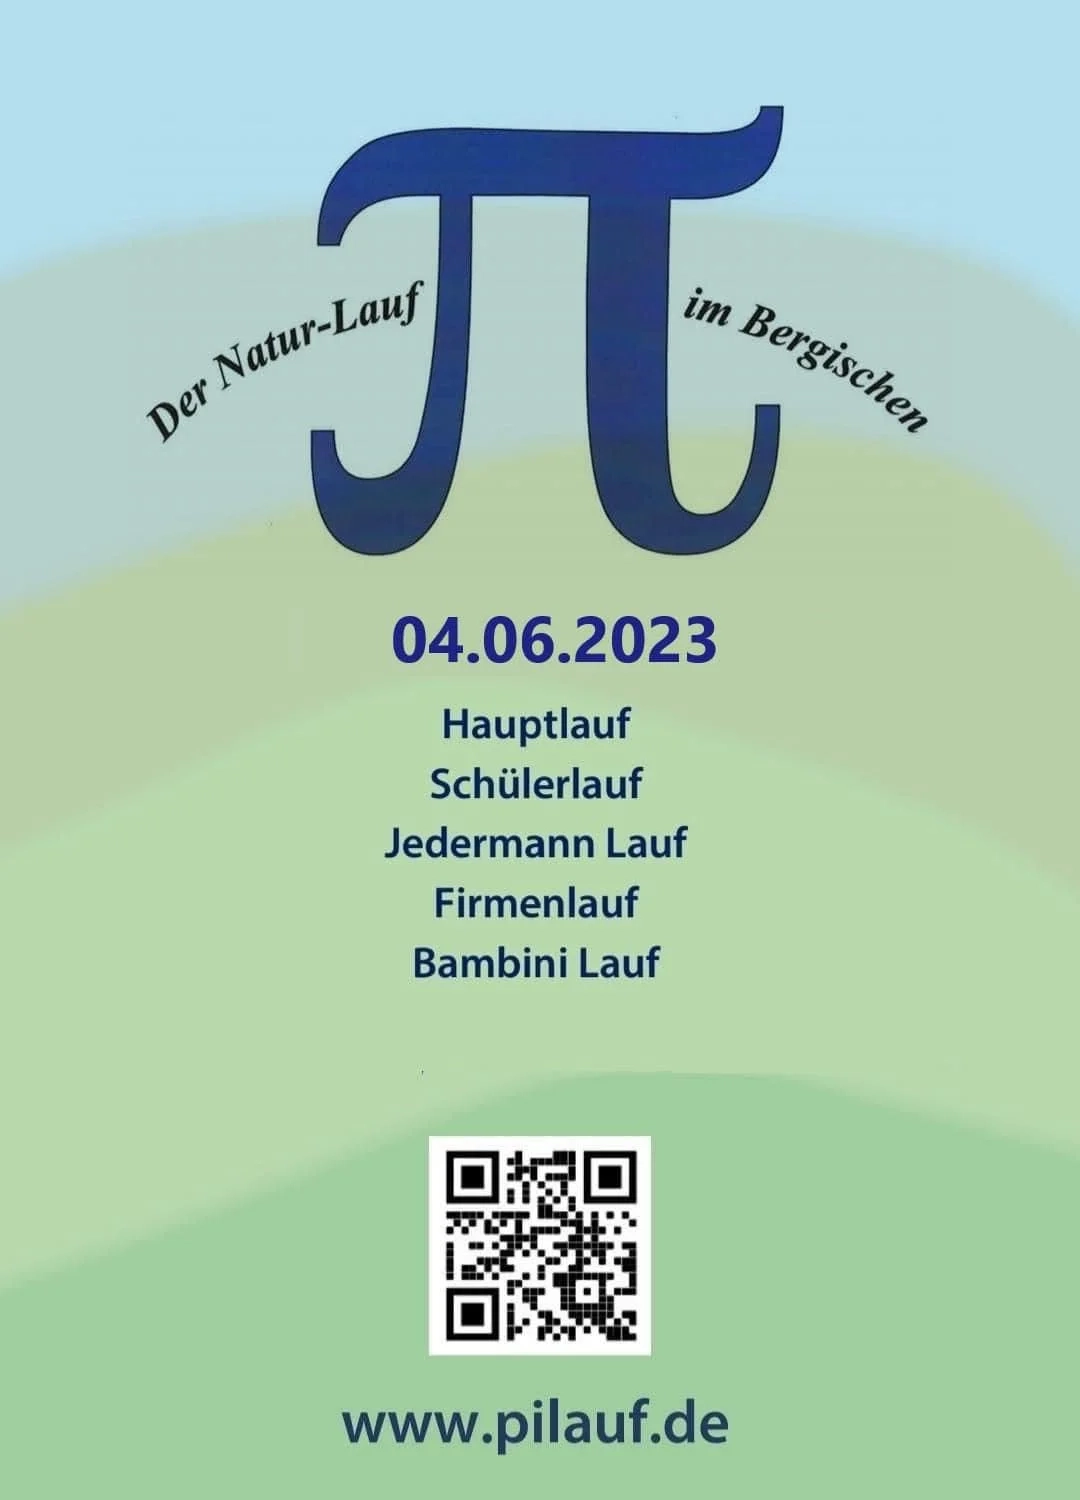 π
Der Natur-Lauf im Bergischen
04.06.2023
Hauptlauf
Schülerlauf
Jedermann Lauf
Firmenlauf
Bambini Lauf
www.pilauf.de